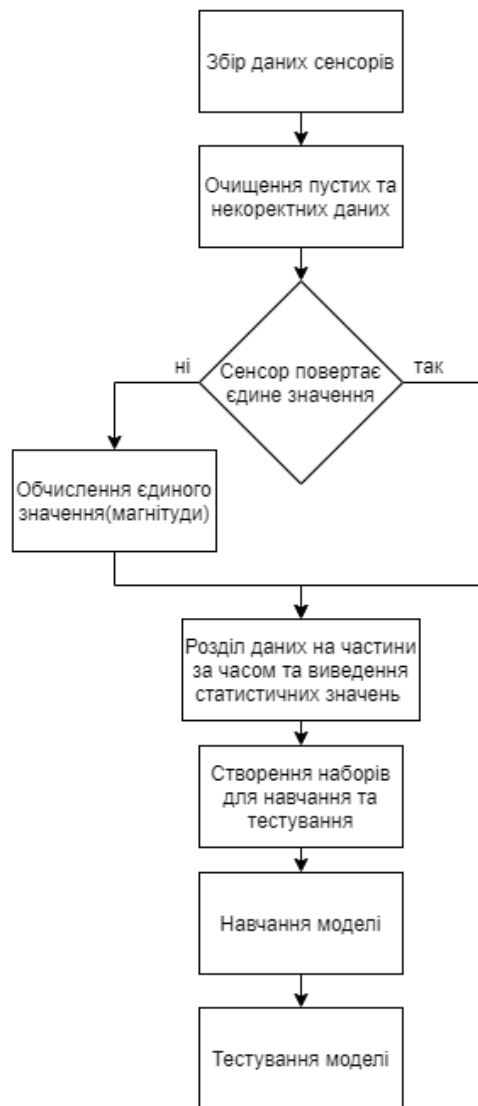 Збір даних сенсорів
Очищення пустих та
некоректних даних
ні
Сенсор повертає
єдине значення
так
Обчислення єдиного
значення(магнітуди)
Розділ даних на частини
за часом та виведення
статистичних значень
Створення наборів
для навчання та
тестування
Навчання моделі
Тестування моделі